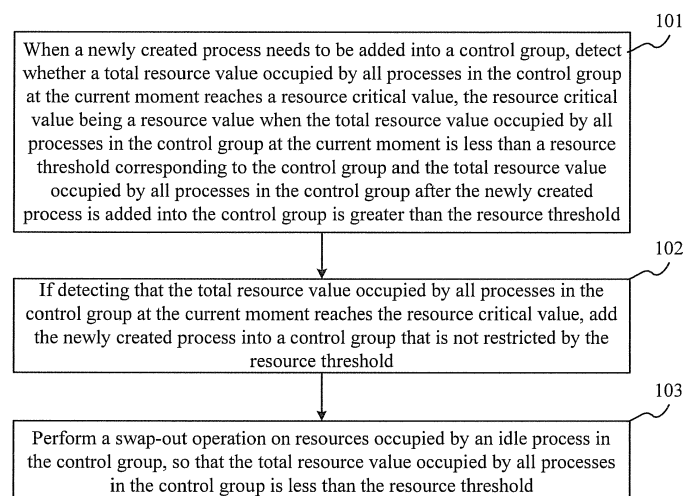 101
When a newly created process needs to be added into a control group, detect
whether a total resource value occupied by all processes in the control group
at the current moment reaches a resource critical value, the resource critical
value being a resource value when the total resource value occupied by all
processes in the control group at the current moment is less than a resource
threshold corresponding to the control group and the total resource value
occupied by all processes in the control group after the newly created
process is added into the control group is greater than the resource threshold
102
If detecting that the total resource value occupied by all processes in the
control group at the current moment reaches the resource critical value, add
the newly created process into a control group that is not restricted by the
resource threshold
103
Perform a swap-out operation on resources occupied by an idle process in
the control group, so that the total resource value occupied by all processes
in the control group is less than the resource threshold